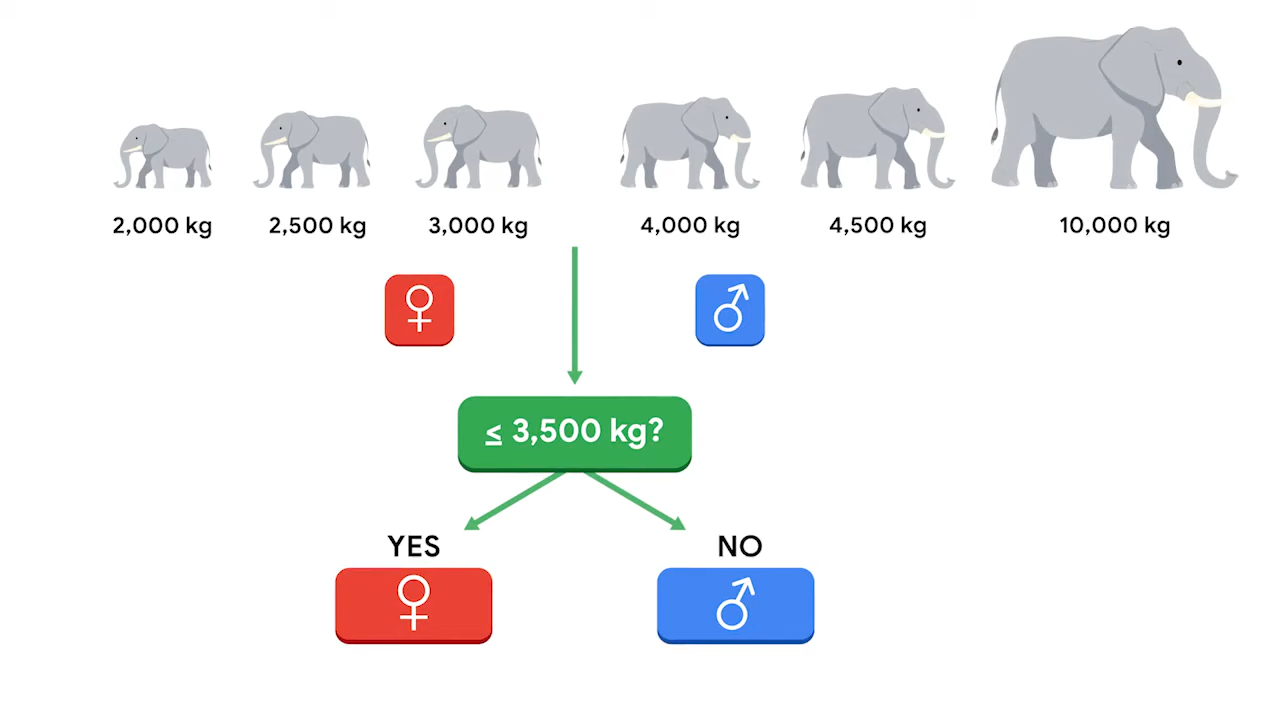 2,000 kg 2,500 kg 3,000 kg 4,000 kg 4,500 kg 10,000 kg
♀ ♂
≤ 3,500 kg?
YES NO
♀ ♂